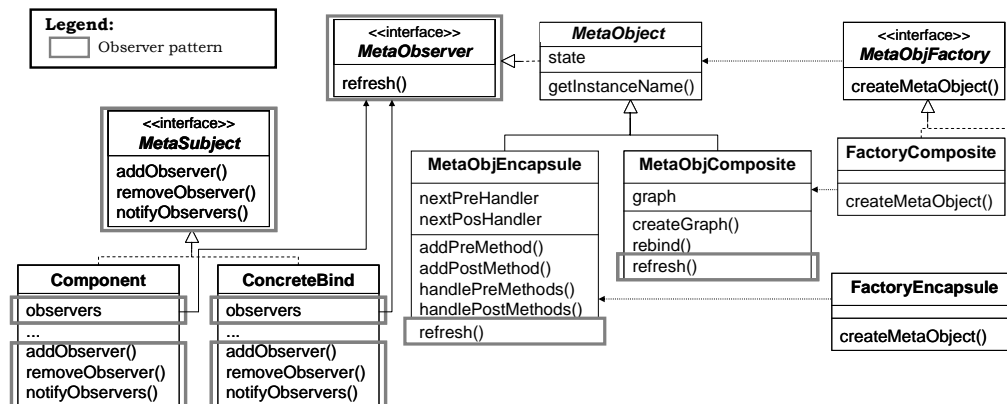 Legend:
Observer pattern
<<interface>>
MetaObserver
refresh()
MetaObject
state
getInstanceName()
<<interface>>
MetaObjFactory
createMetaObject()
<<interface>>
MetaSubject
addObserver()
removeObserver()
notifyObservers()
MetaObjEncapsule
nextPreHandler
nextPosHandler
addPreMethod()
addPostMethod()
handlePreMethods()
handlePostMethods()
refresh()
MetaObjComposite
graph
createGraph()
rebind()
refresh()
FactoryComposite
createMetaObject()
Component
observers
...
addObserver()
removeObserver()
notifyObservers()
ConcreteBind
observers
...
addObserver()
removeObserver()
notifyObservers()
FactoryEncapsule
createMetaObject()